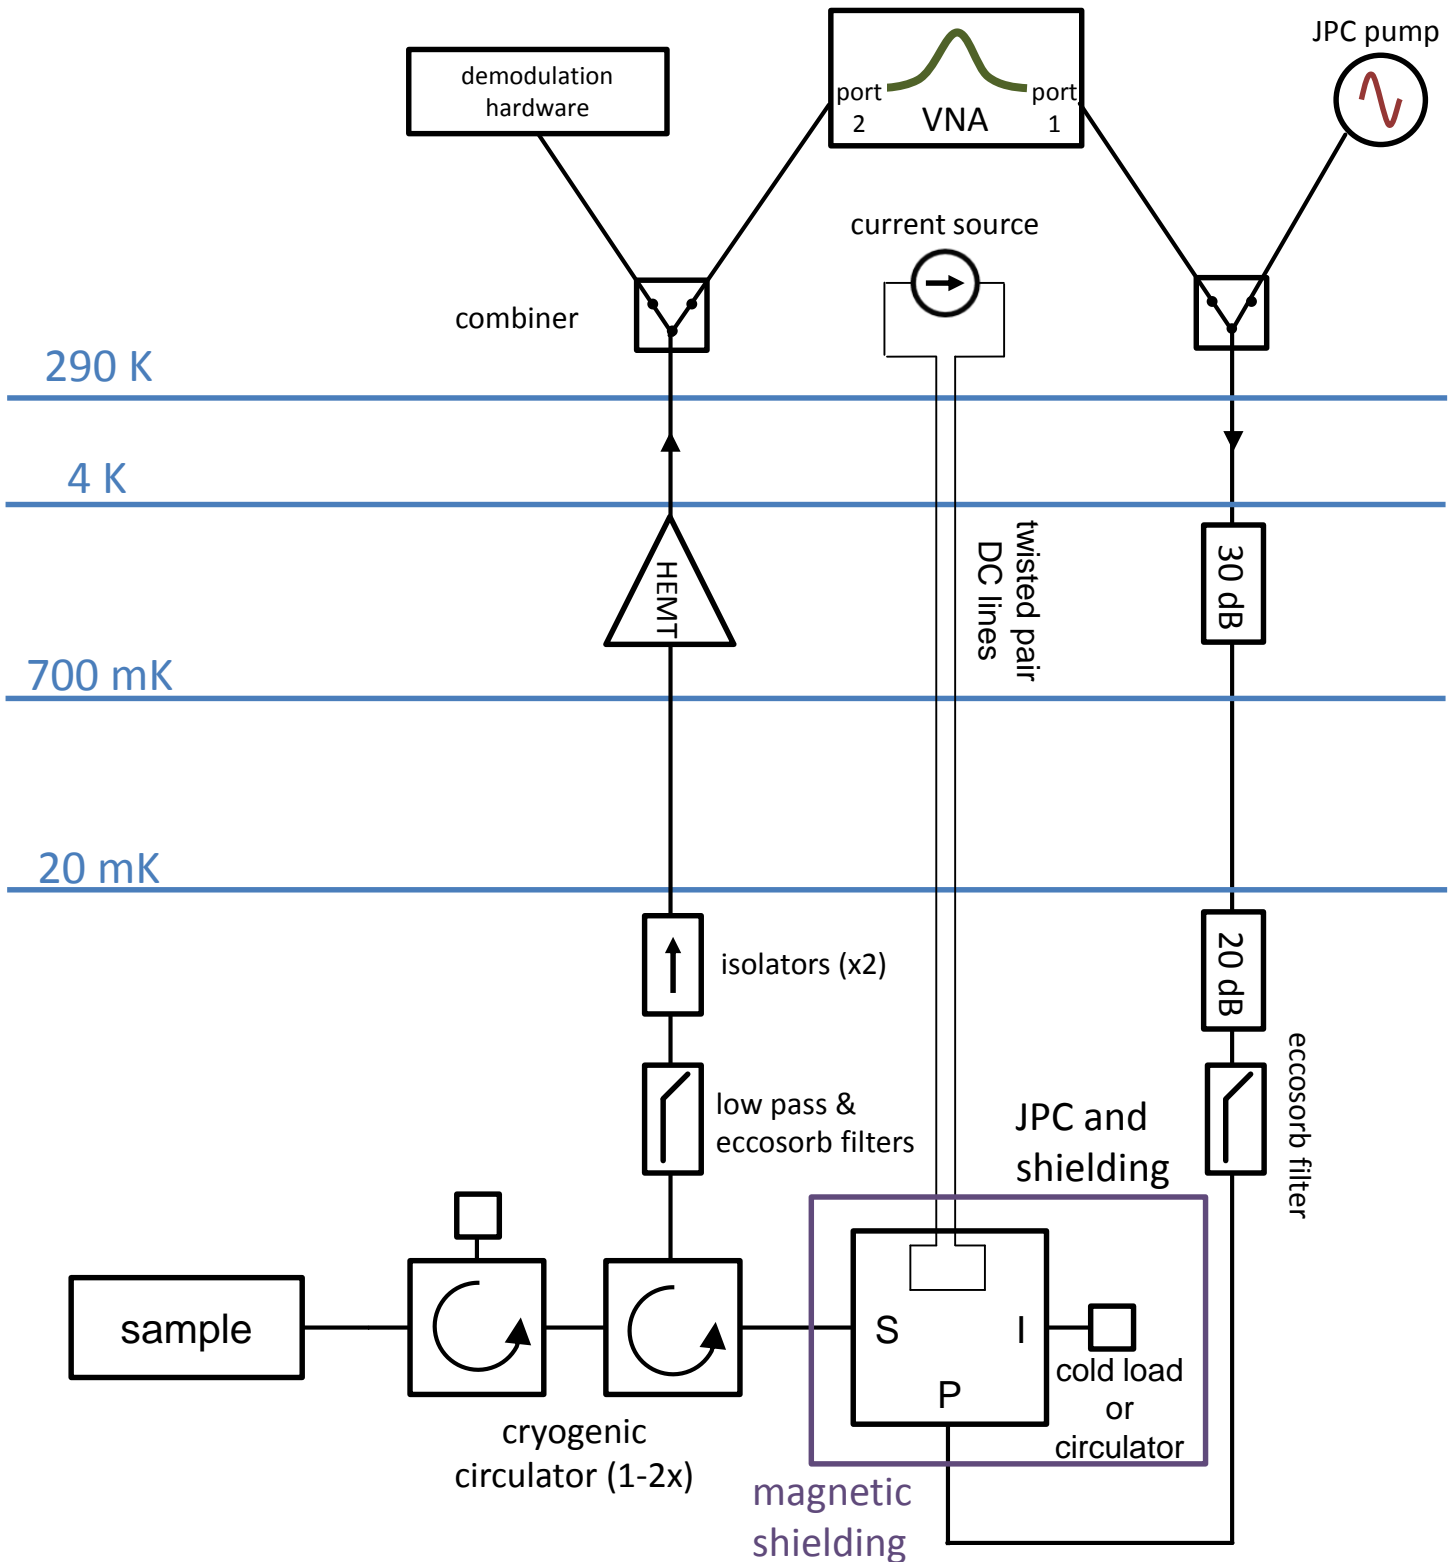 JPC pump
demodulation
hardware
port
2
VNA
port
1
current source
combiner
290 K
4 K
HEMT
twisted pair
DC lines
30 dB
700 mK
20 mK
isolators (x2)
20 dB
low pass &
eccosorb filters
eccosorb filter
JPC and
shielding
sample
S
I
P
cold load
or
circulator
cryogenic
circulator (1-2x)
magnetic
shielding